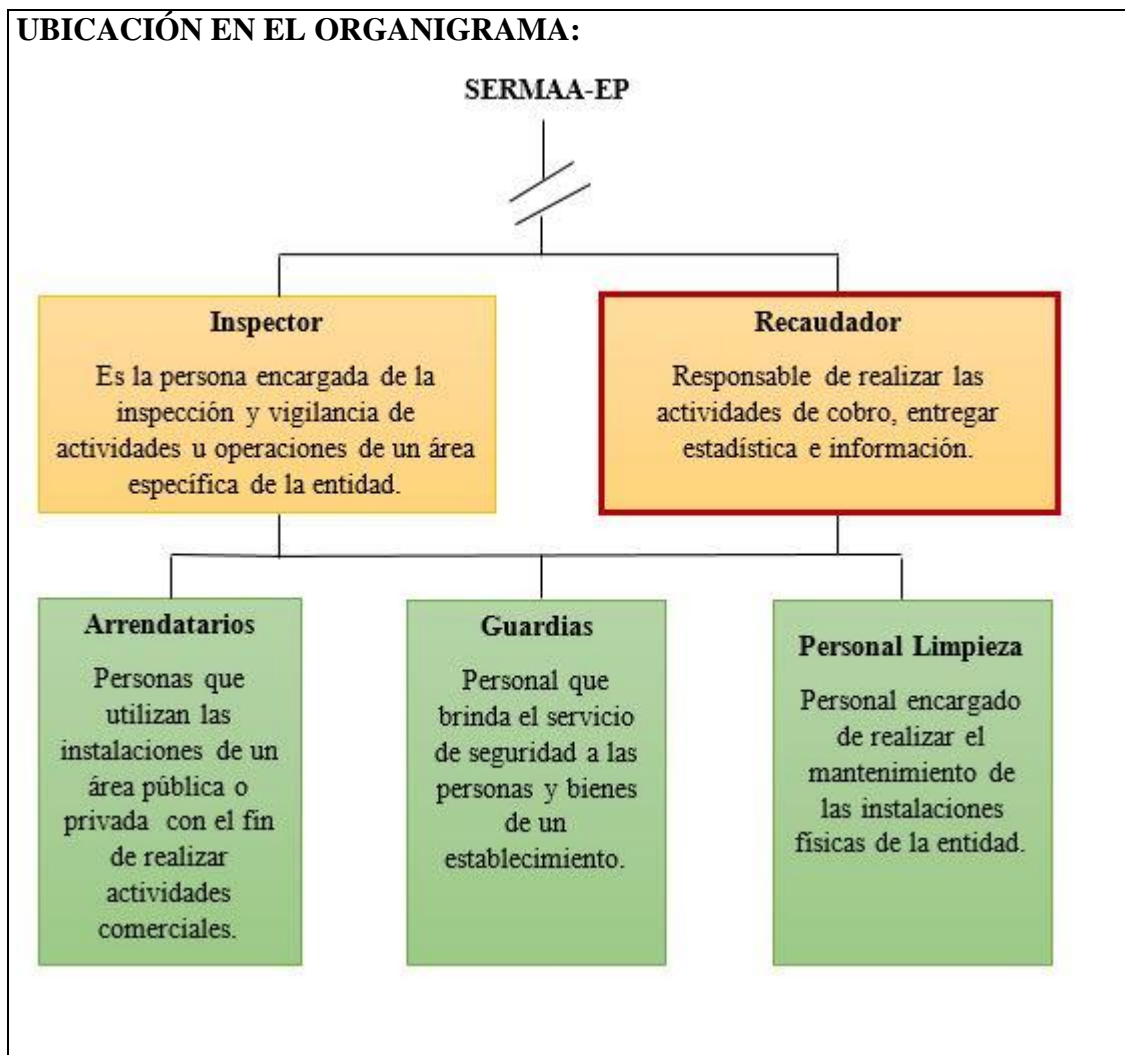 UBICACIÓN EN EL ORGANIGRAMA:
SERMAA-EP
Inspector
Es la persona encargada de la
inspección y vigilancia de
actividades u operaciones de un área
específica de la entidad.
Recaudador
Responsable de realizar las
actividades de cobro, entregar
estadística e información.
Arrendatarios
Personas que
utilizan las
instalaciones de un
área pública o
privada con el fin
de realizar
actividades
comerciales.
Guardias
Personal que
brinda el servicio
de seguridad a las
personas y bienes
de un
establecimiento.
Personal Limpieza
Personal encargado
de realizar el
mantenimiento de
las instalaciones
físicas de la entidad.